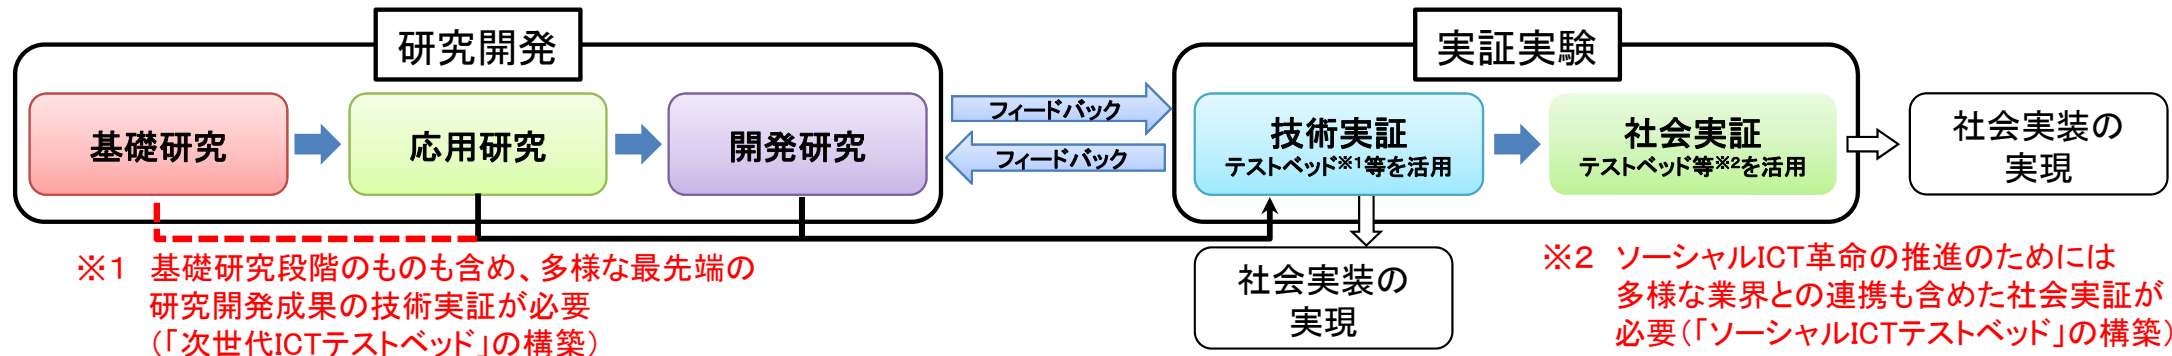 研究開発
基礎研究
応用研究
開発研究
フィードバック
フィードバック
実証実験
技術実証
テストベッド※1等を活用
社会実証
テストベッド等※2を活用
社会実装の
実現
社会実装の
実現
※1 基礎研究段階のものも含め、多様な最先端の
研究開発成果の技術実証が必要
(「次世代ICTテストベッド」の構築)
※2 ソーシャルICT革命の推進のためには
多様な業界との連携も含めた社会実証が
必要(「ソーシャルICTテストベッド」の構築)